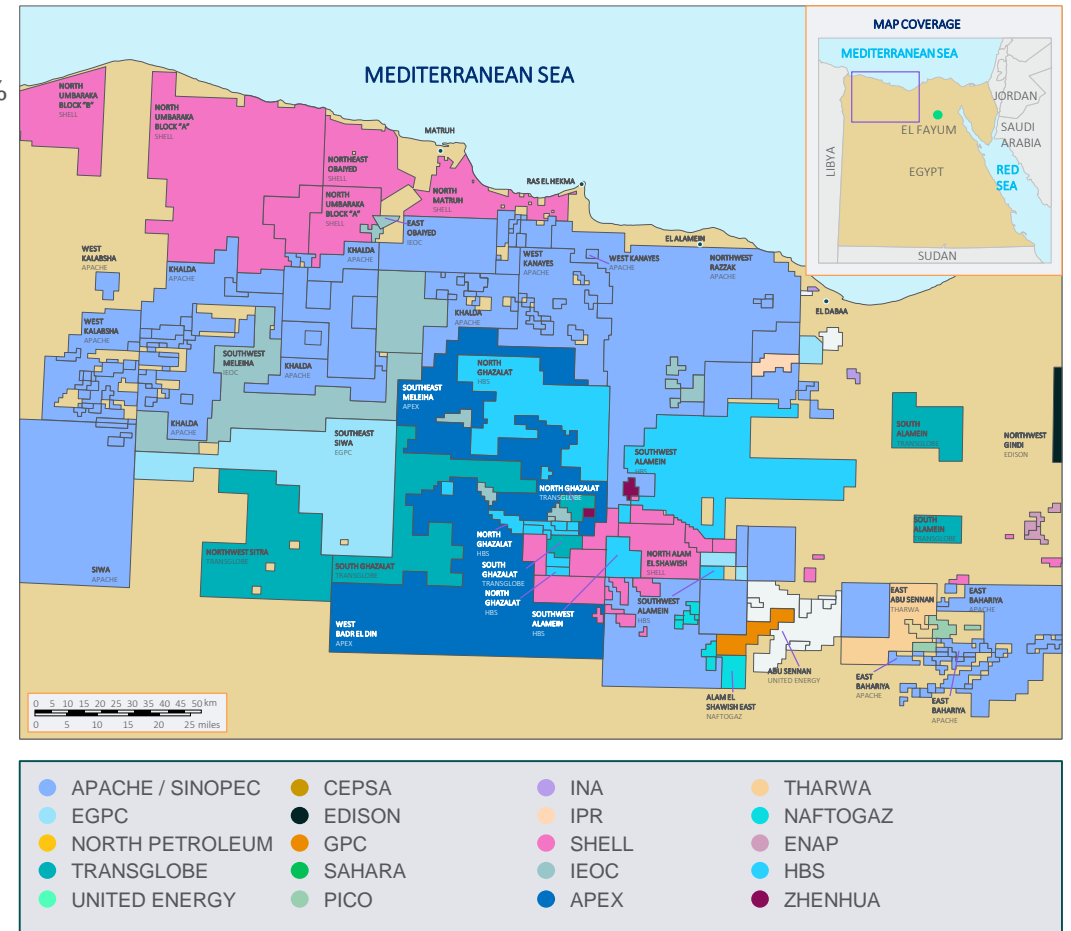 %
MAP COVERAGE
MEDITERRANEAN SEA
JORDAN
EL FAYUM
SAUDI
ARABIA
LIBYA
EGYPT
RED
SEA
SUDAN
MEDITERRANEAN SEA
NORTH
UMBARAKA
BLOCK "B"
SHELL
NORTH
UMBARAKA
BLOCK "A"
SHELL
MATRUH
NORTHEAST
OBAIYED
SHELL
RAS EL HEKMA
NORTH
UMBARAKA
BLOCK "A"
SHELL
NORTH
MATRUH
SHELL
EAST
OBAIYED
IEOC
EL ALAMEIN
WEST
KALABSHA
APACHE
KHALDA
APACHE
KHALDA
APACHE
WEST
KANAYES
APACHE
WEST KANAYES
APACHE
NORTHWEST
RAZZAK
APACHE
EL DABAA
KHALDA
APACHE
WEST
KALABSHA
APACHE
SOUTHWEST
MELEIHA
IEOC
KHALDA
APACHE
NORTH
GHAZALAT
HBS
SOUTHEAST
MELEIHA
APEX
KHALDA
APACHE
SOUTHEAST
SIWA
EGPC
SOUTH
ALAMEIN
TRANSGLOBE
NORTHWEST
GINDI
EDISON
SOUTHWEST
ALAMEIN
HBS
NORTH GHAZALAT
TRANSGLOBE
SOUTH
ALAMEIN
TRANSGLOBE
NORTH
GHAZALAT
HBS
NORTHWEST SITRA
TRANSGLOBE
SOUTH GHAZALAT
TRANSGLOBE
SOUTH
GHAZALAT
TRANSGLOBE
NORTH ALAM
EL SHAWISH
SHELL
SIWA
APACHE
NORTH
GHAZALAT
HBS
SOUTHWEST
ALAMEIN
HBS
SOUTHWEST
ALAMEIN
HBS
EAST
ABU SENNAN
THARWA
EAST
BAHARIYA
APACHE
WEST
BADR EL DIN
APEX
ABU SENNAN
UNITED ENERGY
EAST
BAHARIYA
APACHE
ALAM EL
SHAWISH EAST
NAFTOGAZ
EAST
BAHARIYA
APACHE
0 5 10 15 20 25 30 35 40 45 50 km
0 5 10 15 20 25 miles
APACHE / SINOPEC
EGPC
NORTH PETROLEUM
TRANSGLOBE
UNITED ENERGY
CEPSA
EDISON
GPC
SAHARA
PICO
INA
IPR
SHELL
IEOC
APEX
THARWA
NAFTOGAZ
ENAP
HBS
ZHENHUA